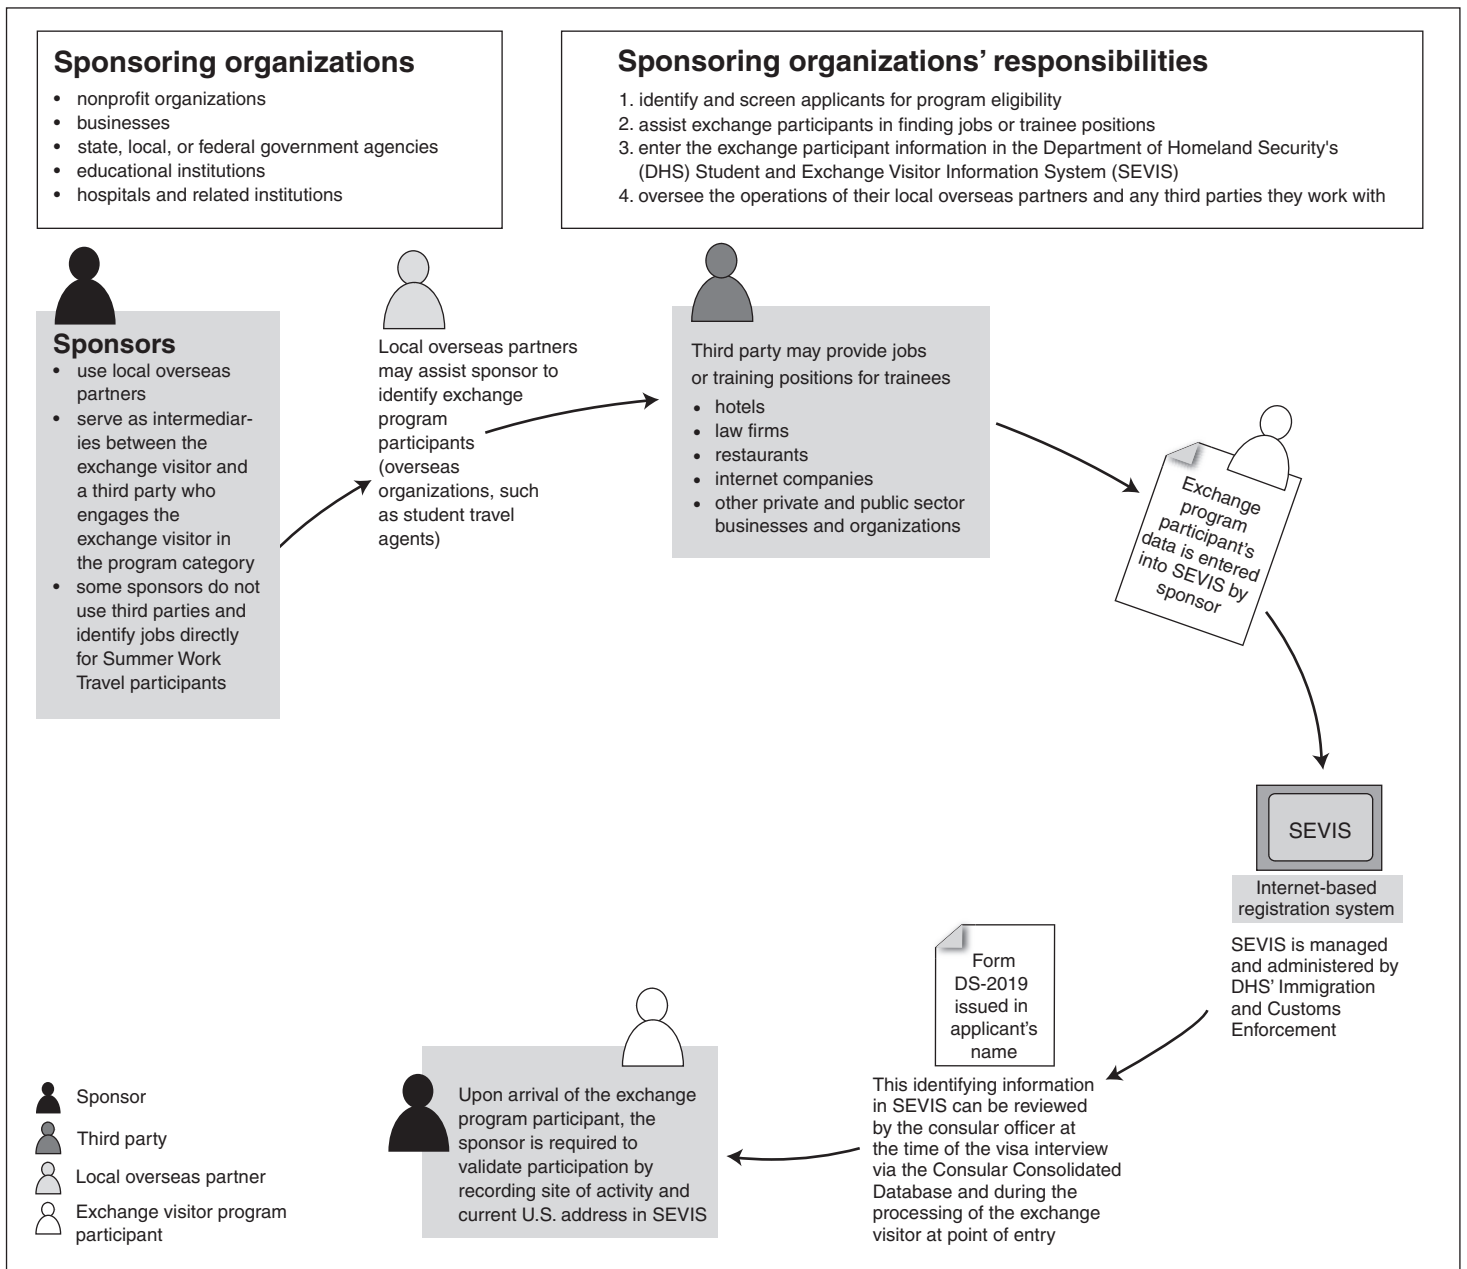 Sponsoring organizations
• nonprofit organizations
• businesses
• state, local, or federal government agencies
• educational institutions
• hospitals and related institutions
Sponsoring organizations' responsibilities
1. identify and screen applicants for program eligibility
2. assist exchange participants in finding jobs or trainee positions
3. enter the exchange participant information in the Department of Homeland Security's
(DHS) Student and Exchange Visitor Information System (SEVIS)
4. oversee the operations of their local overseas partners and any third parties they work with
Sponsors
• use local overseas
partners
• serve as intermediar-
ies between the
exchange visitor and
a third party who
engages the
exchange visitor in
the program category
• some sponsors do not
use third parties and
identify jobs directly
for Summer Work
Travel participants
Local overseas partners
may assist sponsor to
identify exchange
program
participants
(overseas
organizations, such
as student travel
agents)
Third party may provide jobs
or training positions for trainees
• hotels
• law firms
• restaurants
• internet companies
• other private and public sector
businesses and organizations
Exchange
program
participant's
data is entered
into SEVIS by
sponsor
SEVIS
Internet-based
registration system
SEVIS is managed
and administered by
DHS' Immigration
and Customs
Enforcement
Form
DS-2019
issued in
applicant's
name
This identifying information
in SEVIS can be reviewed
by the consular officer at
the time of the visa interview
via the Consular Consolidated
Database and during the
processing of the exchange
visitor at point of entry
Upon arrival of the exchange
program participant, the
sponsor is required to
validate participation by
recording site of activity and
current U.S. address in SEVIS
Sponsor
Third party
Local overseas partner
Exchange visitor program
participant